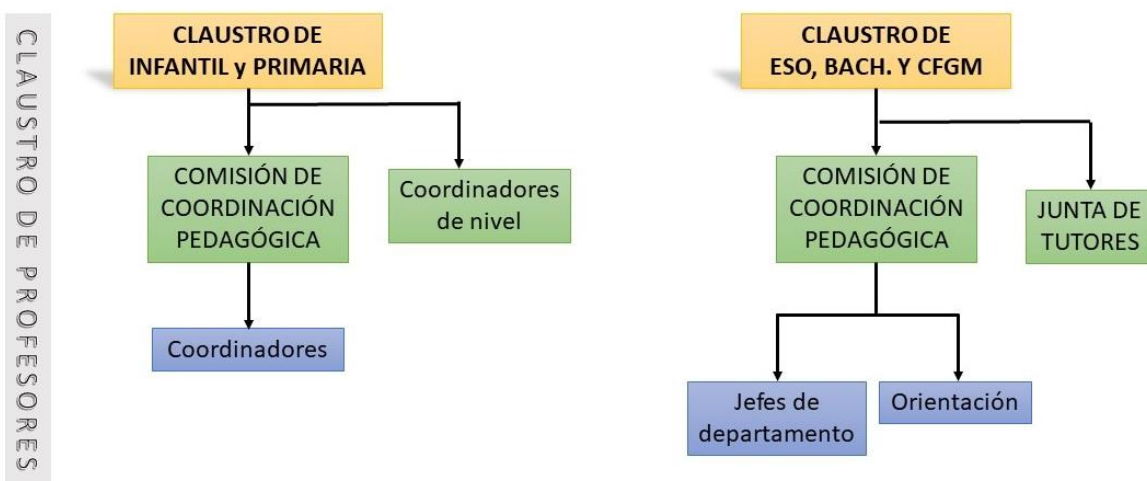 CLAUSTRO DE PROFESORES
CLAUSTRO DE
INFANTIL y PRIMARIA
COMISIÓN DE
COORDINACIÓN
PEDAGÓGICA
Coordinadores
de nivel
Coordinadores
CLAUSTRO DE
ESO, BACH. Y CFGM
COMISIÓN DE
COORDINACIÓN
PEDAGÓGICA
JUNTA DE
TUTORES
Jefes de
departamento
Orientación